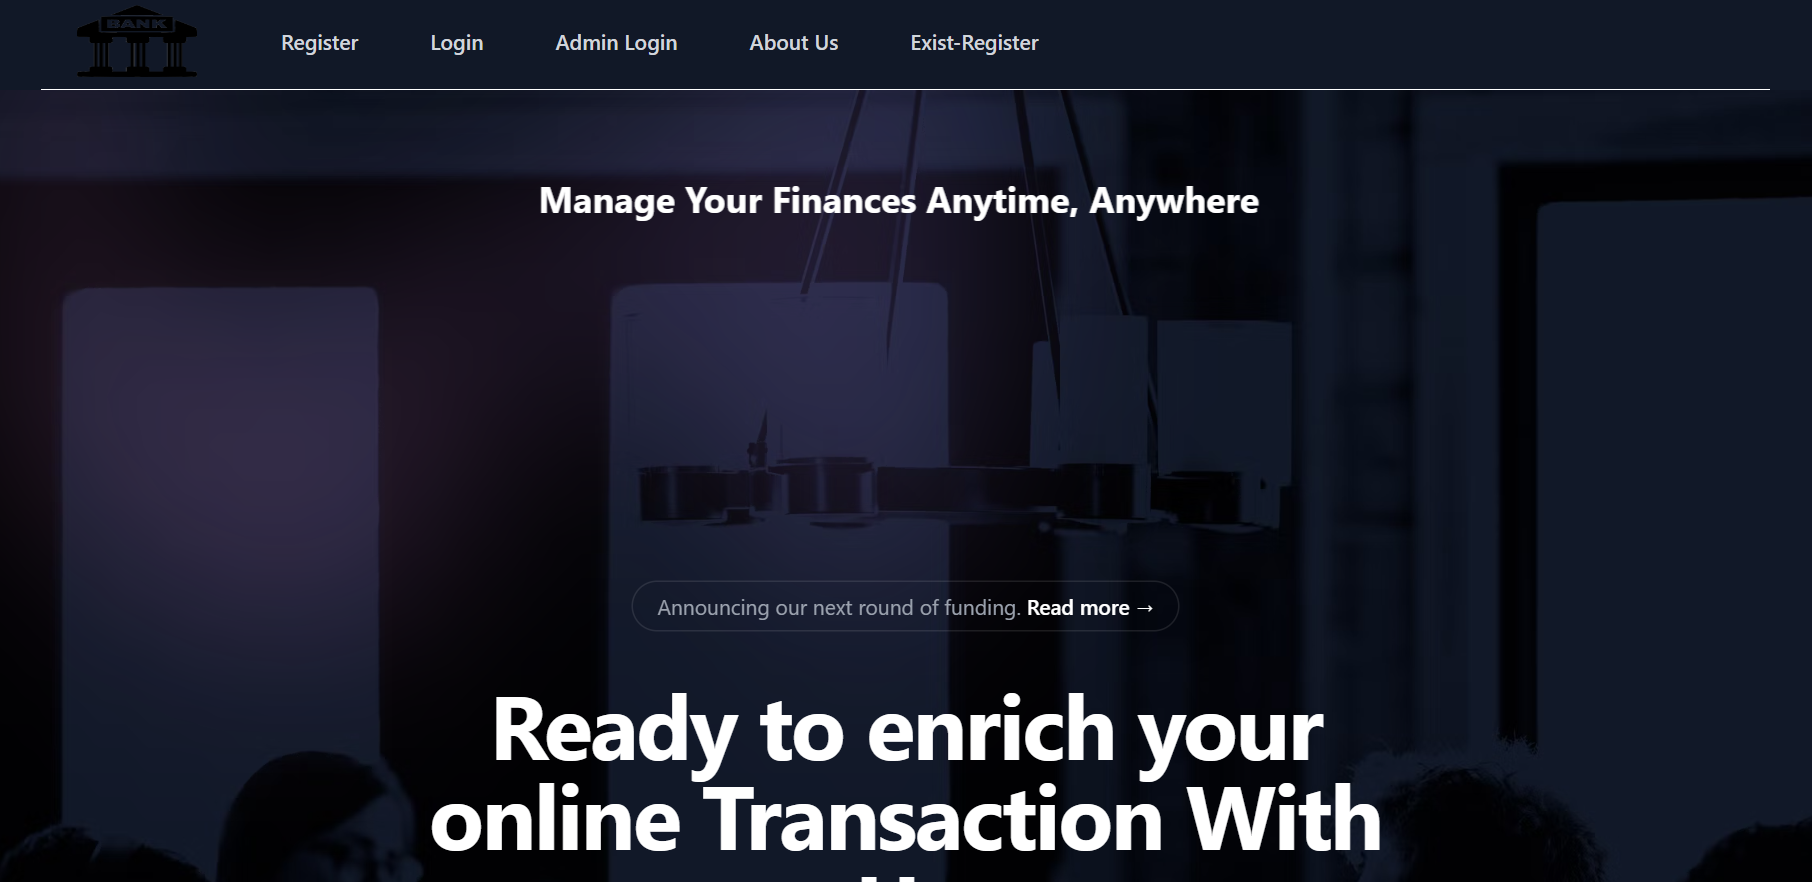 BANK
Register Login Admin Login About Us Exist-Register
Manage Your Finances Anytime, Anywhere
Announcing our next round of funding. Read more →
Ready to enrich your
online Transaction With